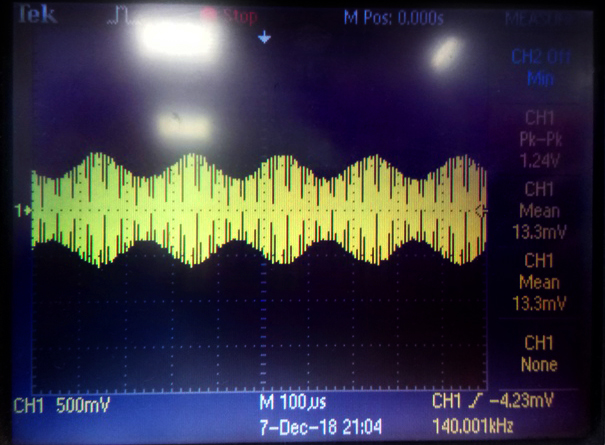 Tek Stop M Pos: 0.000s
CH2 Off
Min
CH1
Pk-Pk
1.24V
CH1
Mean
13.3mV
CH1
Mean
13.3mV
CH1
None
1
CH1 500mV M 100µs CH1 -4.23mV
7-Dec-18 21:04 140.001kHz